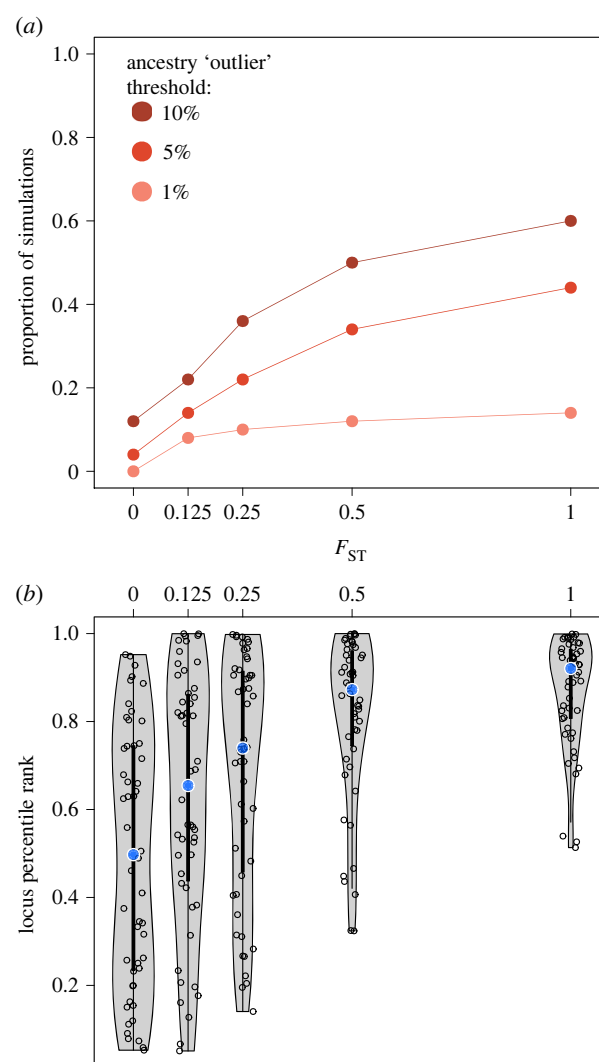 (a)
1.0
ancestry ‘outlier’
threshold:
10%
5%
1%
0.8
0.6
0.4
0.2
0
proportion of simulations
0 0.125 0.25 0.5 1
FST
(b)
0 0.125 0.25 0.5 1
1.0
0.8
0.6
0.4
0.2
locus percentile rank